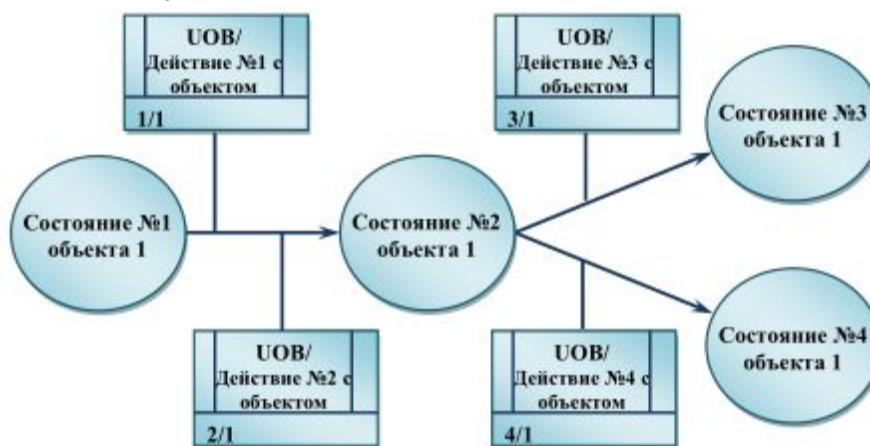 UOB/
Действие №1 с
объектом
1/1
UOB/
Действие №3 с
объектом
3/1
Состояние №3
объекта 1
Состояние №1
объекта 1
Состояние №2
объекта 1
UOB/
Действие №2 с
объектом
2/1
UOB/
Действие №4 с
объектом
4/1
Состояние №4
объекта 1